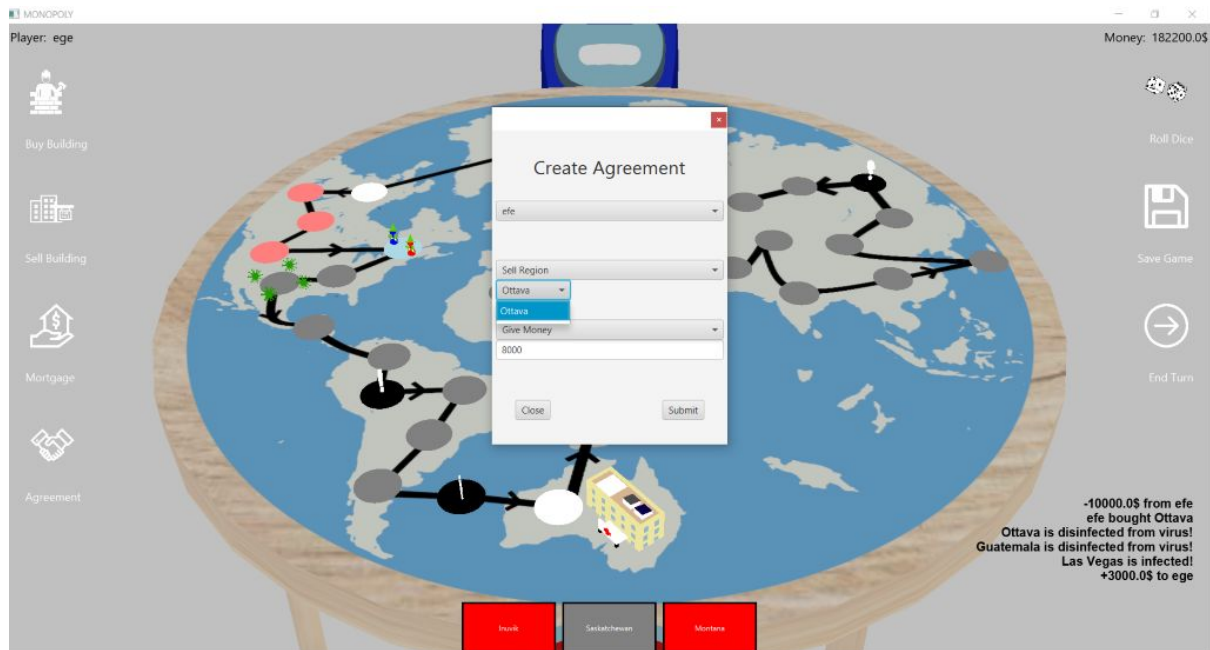 MONOPOLY
Player: ege
Money: 182200.0$
Buy Building
Sell Building
Mortgage
Agreement
Create Agreement
efe
Sell Region
Ottava
Ottava
Give Money
8000
Close
Submit
Roll Dice
Save Game
End Turn
-10000.0$ from efe
efe bought Ottava
Ottava is disinfected from virus!
Guatemala is disinfected from virus!
Las Vegas is infected!
+3000.0$ to ege
Inuvik
Saskatchewan
Montana